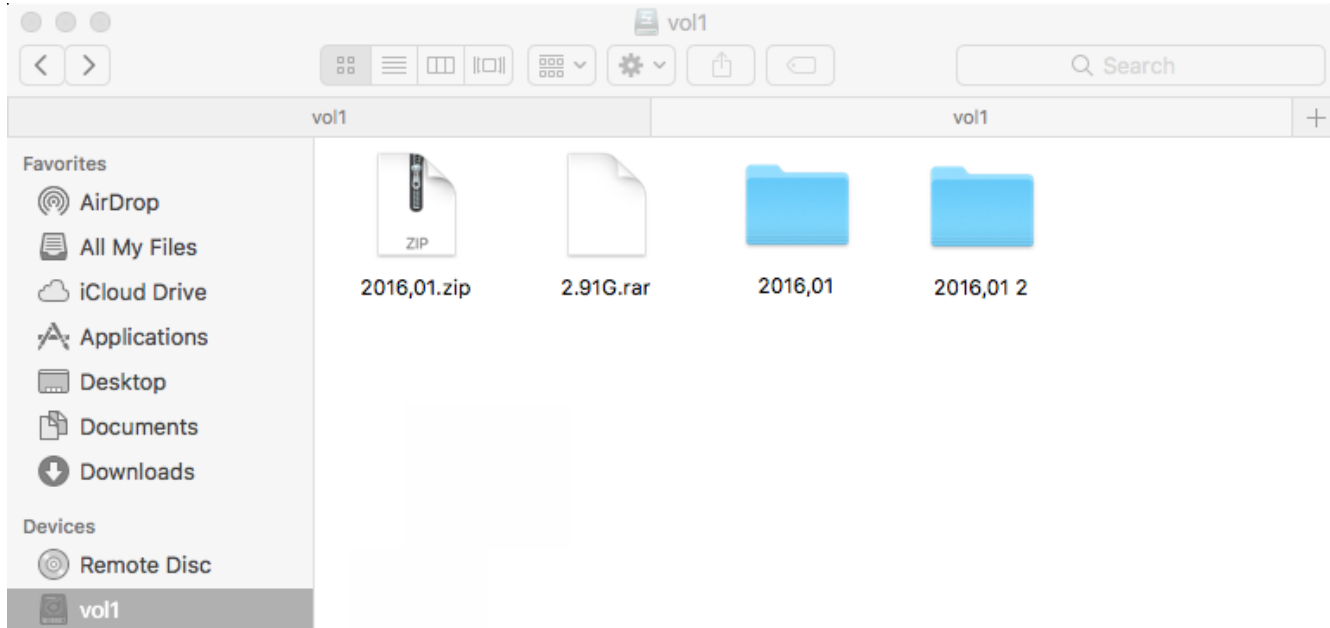 vol1
Search
vol1
vol1
Favorites
AirDrop
All My Files
iCloud Drive
Applications
Desktop
Documents
Downloads
Devices
Remote Disc
vol1
ZIP
2016,01.zip
2.91G.rar
2016,01
2016,01 2